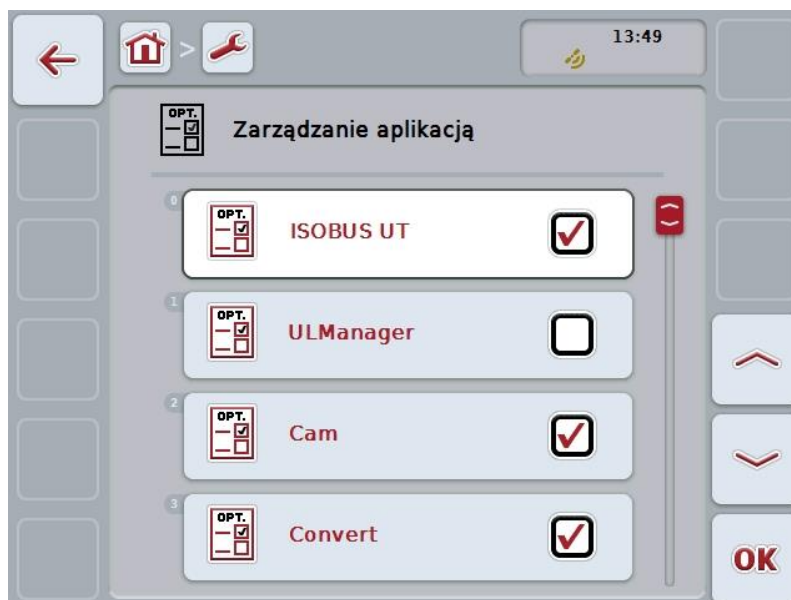 >
13:49
OPT.
Zarządzanie aplikacją
0
OPT.
ISOBUS UT
1
OPT.
ULManager
2
OPT.
Cam
3
OPT.
Convert
OK